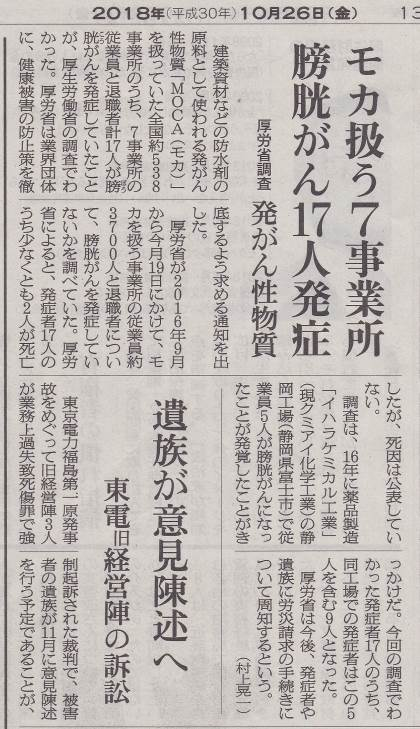 2018年(平成30年)10月26日(金)
13
モカ扱う7事業所
膀胱がん17人発症
厚労省調査
発がん性物質
建築資材などの防水剤の
原料として使われる発がん
性物質「MOCA(モカ)」
を扱っていた全国約538
事業所のうち、7事業所の
従業員と退職者計17人が膀
胱がんを発症していたこと
が、厚生労働省の調査でわ
かった。厚労省は業界団体
に、健康被害の防止策を徹
底するよう求める通知を出
した。
厚労省が2016年9月
から今月19日にかけて、モ
カを扱う事業所の従業員約
3700人と退職者につい
て、膀胱がんを発症してい
ないかを調べていた。厚労
省によると、発症者17人の
うち少なくとも2人が死亡
したが、死因は公表してい
ない。
調査は、16年に薬品製造
「イハラケミカル工業」
(現クミアイ化学工業)の静
岡工場(静岡県富士市)で従
業員5人が膀胱がんになっ
たことが発覚したことがき
っかけだ。今回の調査でわ
かった発症者17人のうち、
同工場での発症者はこの5
人を含む9人となった。
厚労省は今後、発症者や
遺族に労災請求の手続きに
ついて周知するという。
(村上晃一)
遺族が意見陳述へ
東電旧経営陣の訴訟
東京電力福島第一原発事
故をめぐって旧経営陣3人
が業務上過失致死傷罪で強
制起訴された裁判で、被害
者の遺族が11月に意見陳述
を行う予定であることが、